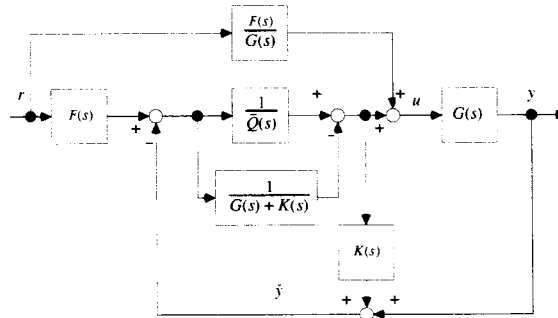 F(s)
G(s)
r
F(s)
+
-
1
Q̄(s)
+
-
+
+
u
G(s)
y
1
G(s) + K(s)
K(s)
ỹ
+
+